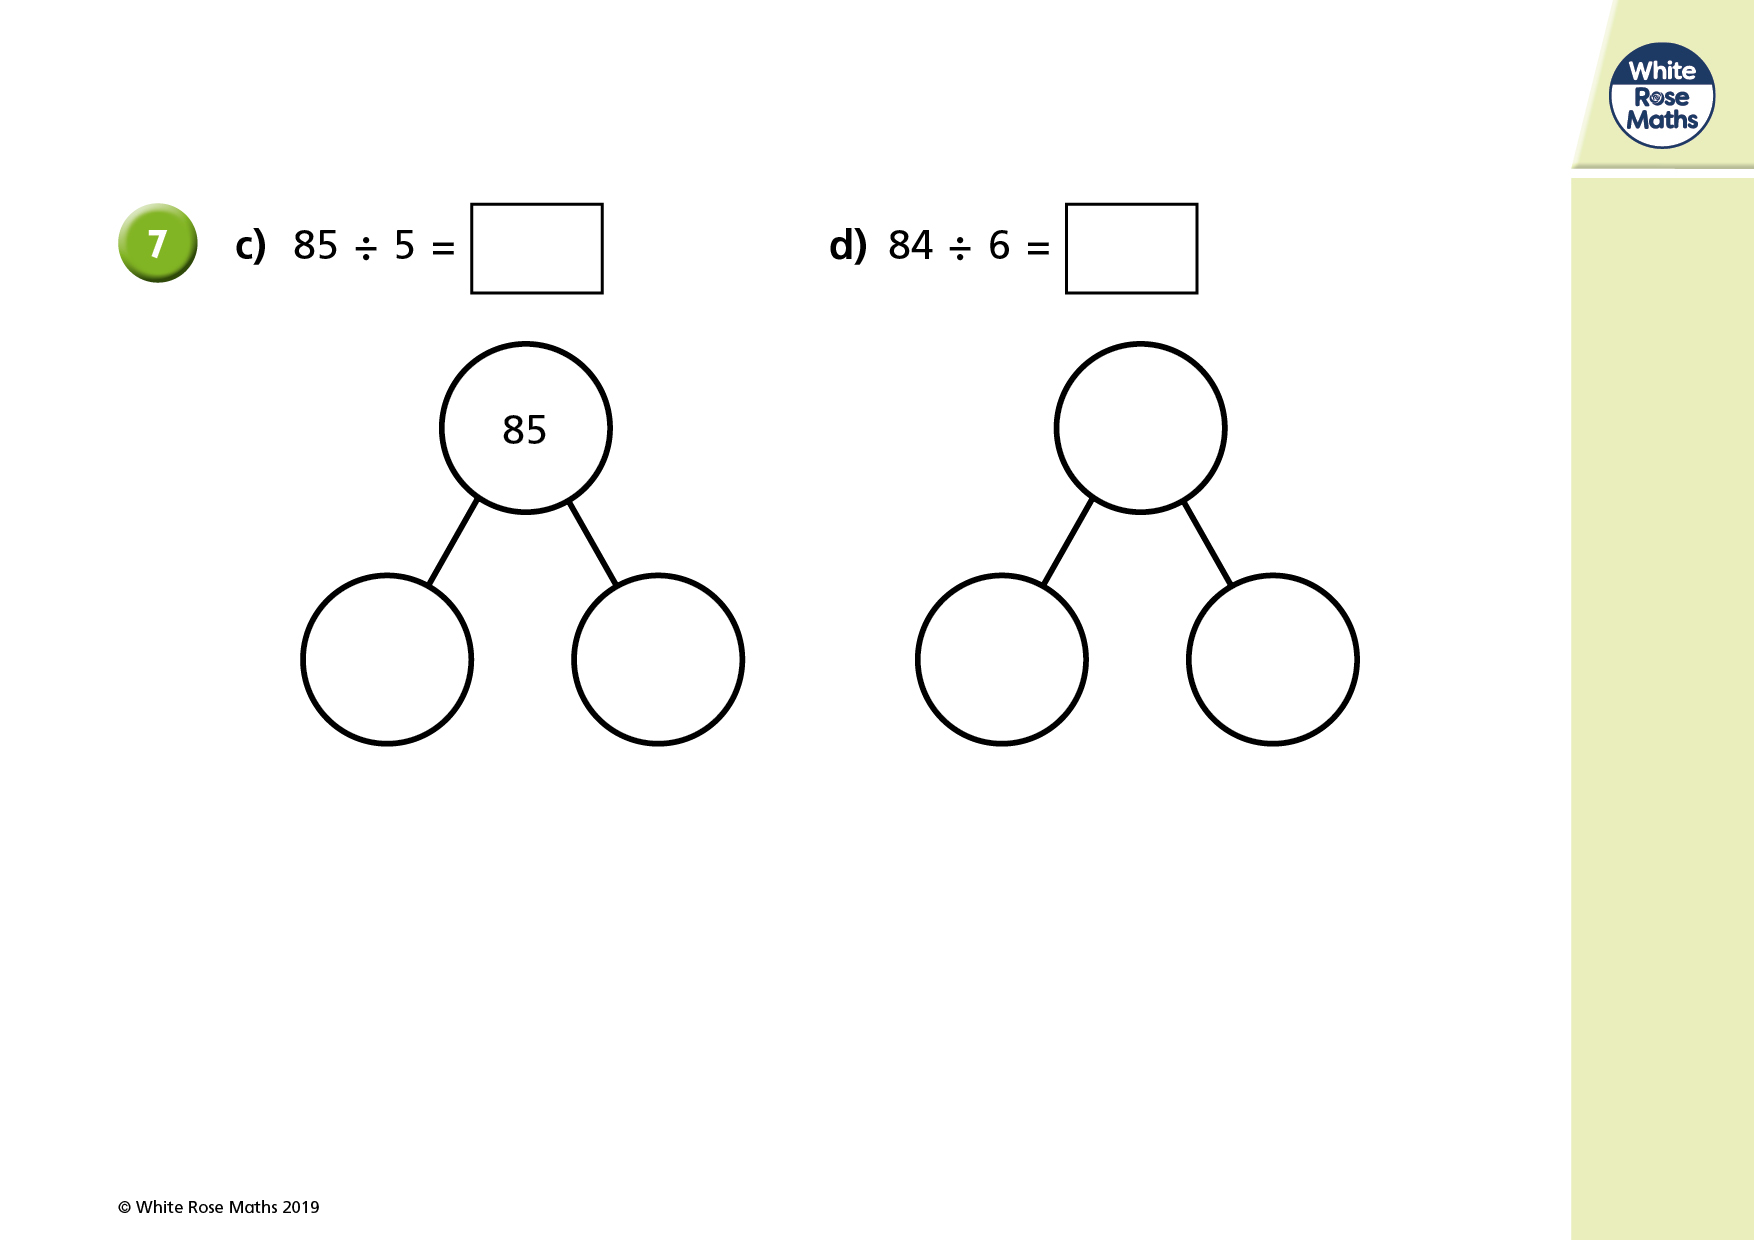 White
Rose
Maths
7 c) 85 ÷ 5 = d) 84 ÷ 6 =
85
© White Rose Maths 2019